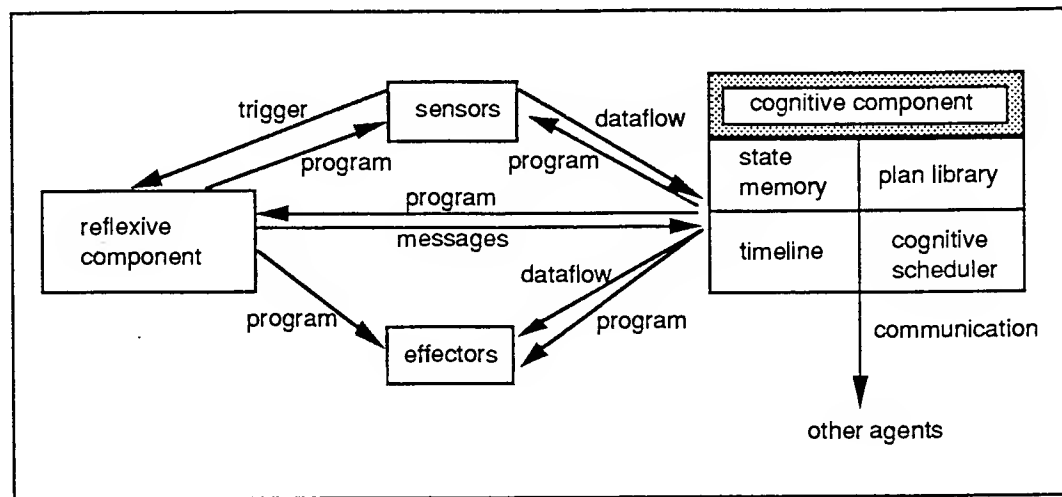 trigger
sensors
dataflow
program
program
cognitive component
state
memory
plan library
reflexive
component
program
messages
timeline
cognitive
scheduler
dataflow
program
program
effectors
communication
other agents